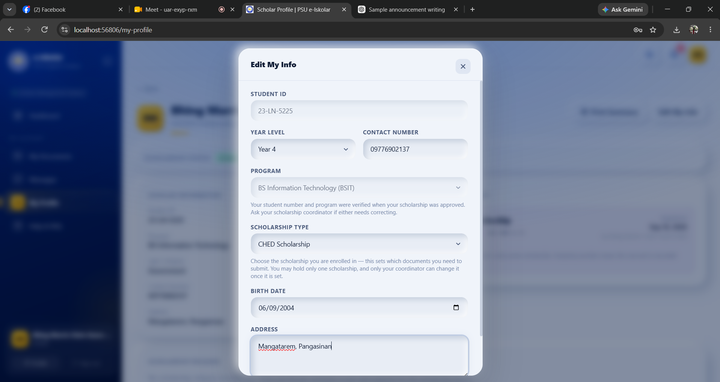 (2) Facebook
Meet - uar-exyp-rxm
Scholar Profile | PSU e-Iskolar
Sample announcement writing
Ask Gemini
localhost:56806/my-profile
Edit My Info
STUDENT ID
23-LN-5225
YEAR LEVEL
CONTACT NUMBER
Year 4
09776902137
PROGRAM
BS Information Technology (BSIT)
Your student number and program were verified when your scholarship was approved.
Ask your scholarship coordinator if either needs correcting.
SCHOLARSHIP TYPE
CHED Scholarship
Choose the scholarship you are enrolled in — this sets which documents you need to
submit. You may hold only one scholarship, and only your coordinator can change it
once it is set.
BIRTH DATE
06/09/2004
ADDRESS
Mangatarem, Pangasinan